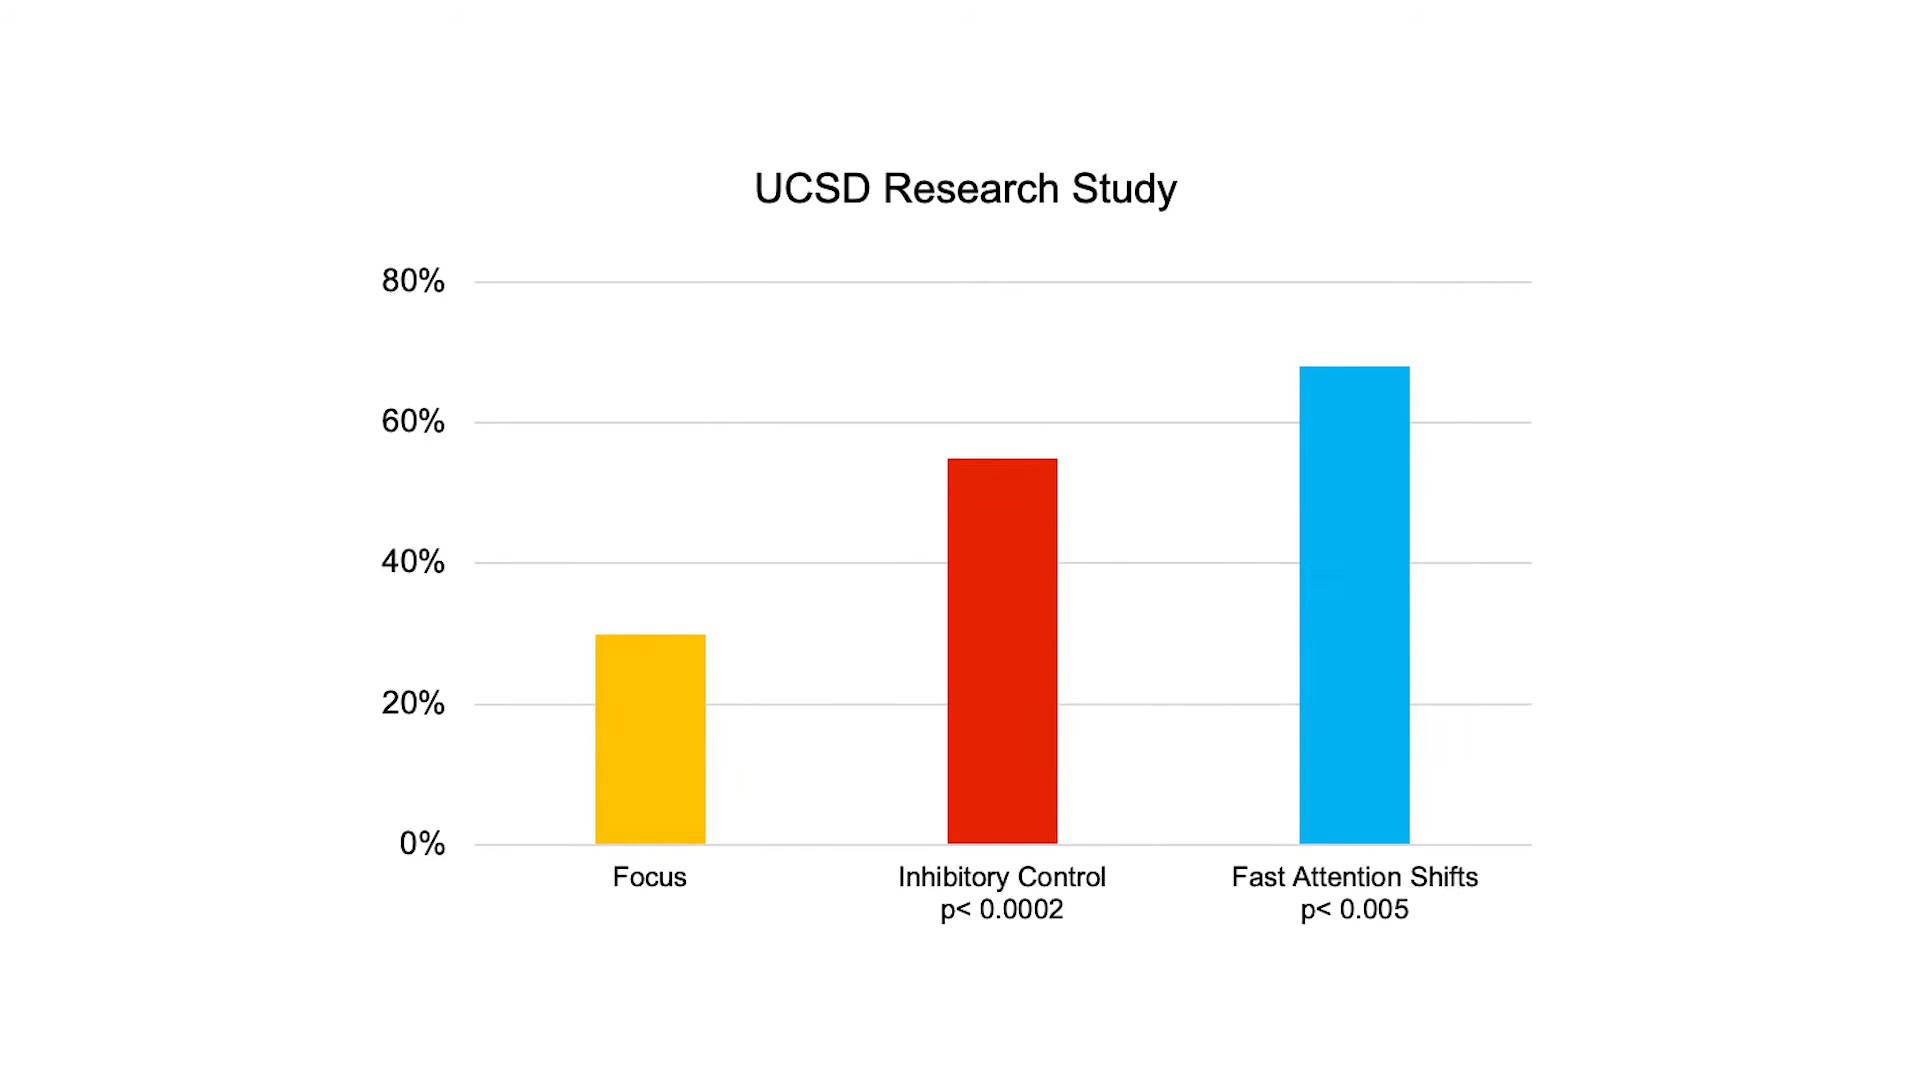 UCSD Research Study
80%
60%
40%
20%
0%
Focus
Inhibitory Control
p< 0.0002
Fast Attention Shifts
p< 0.005